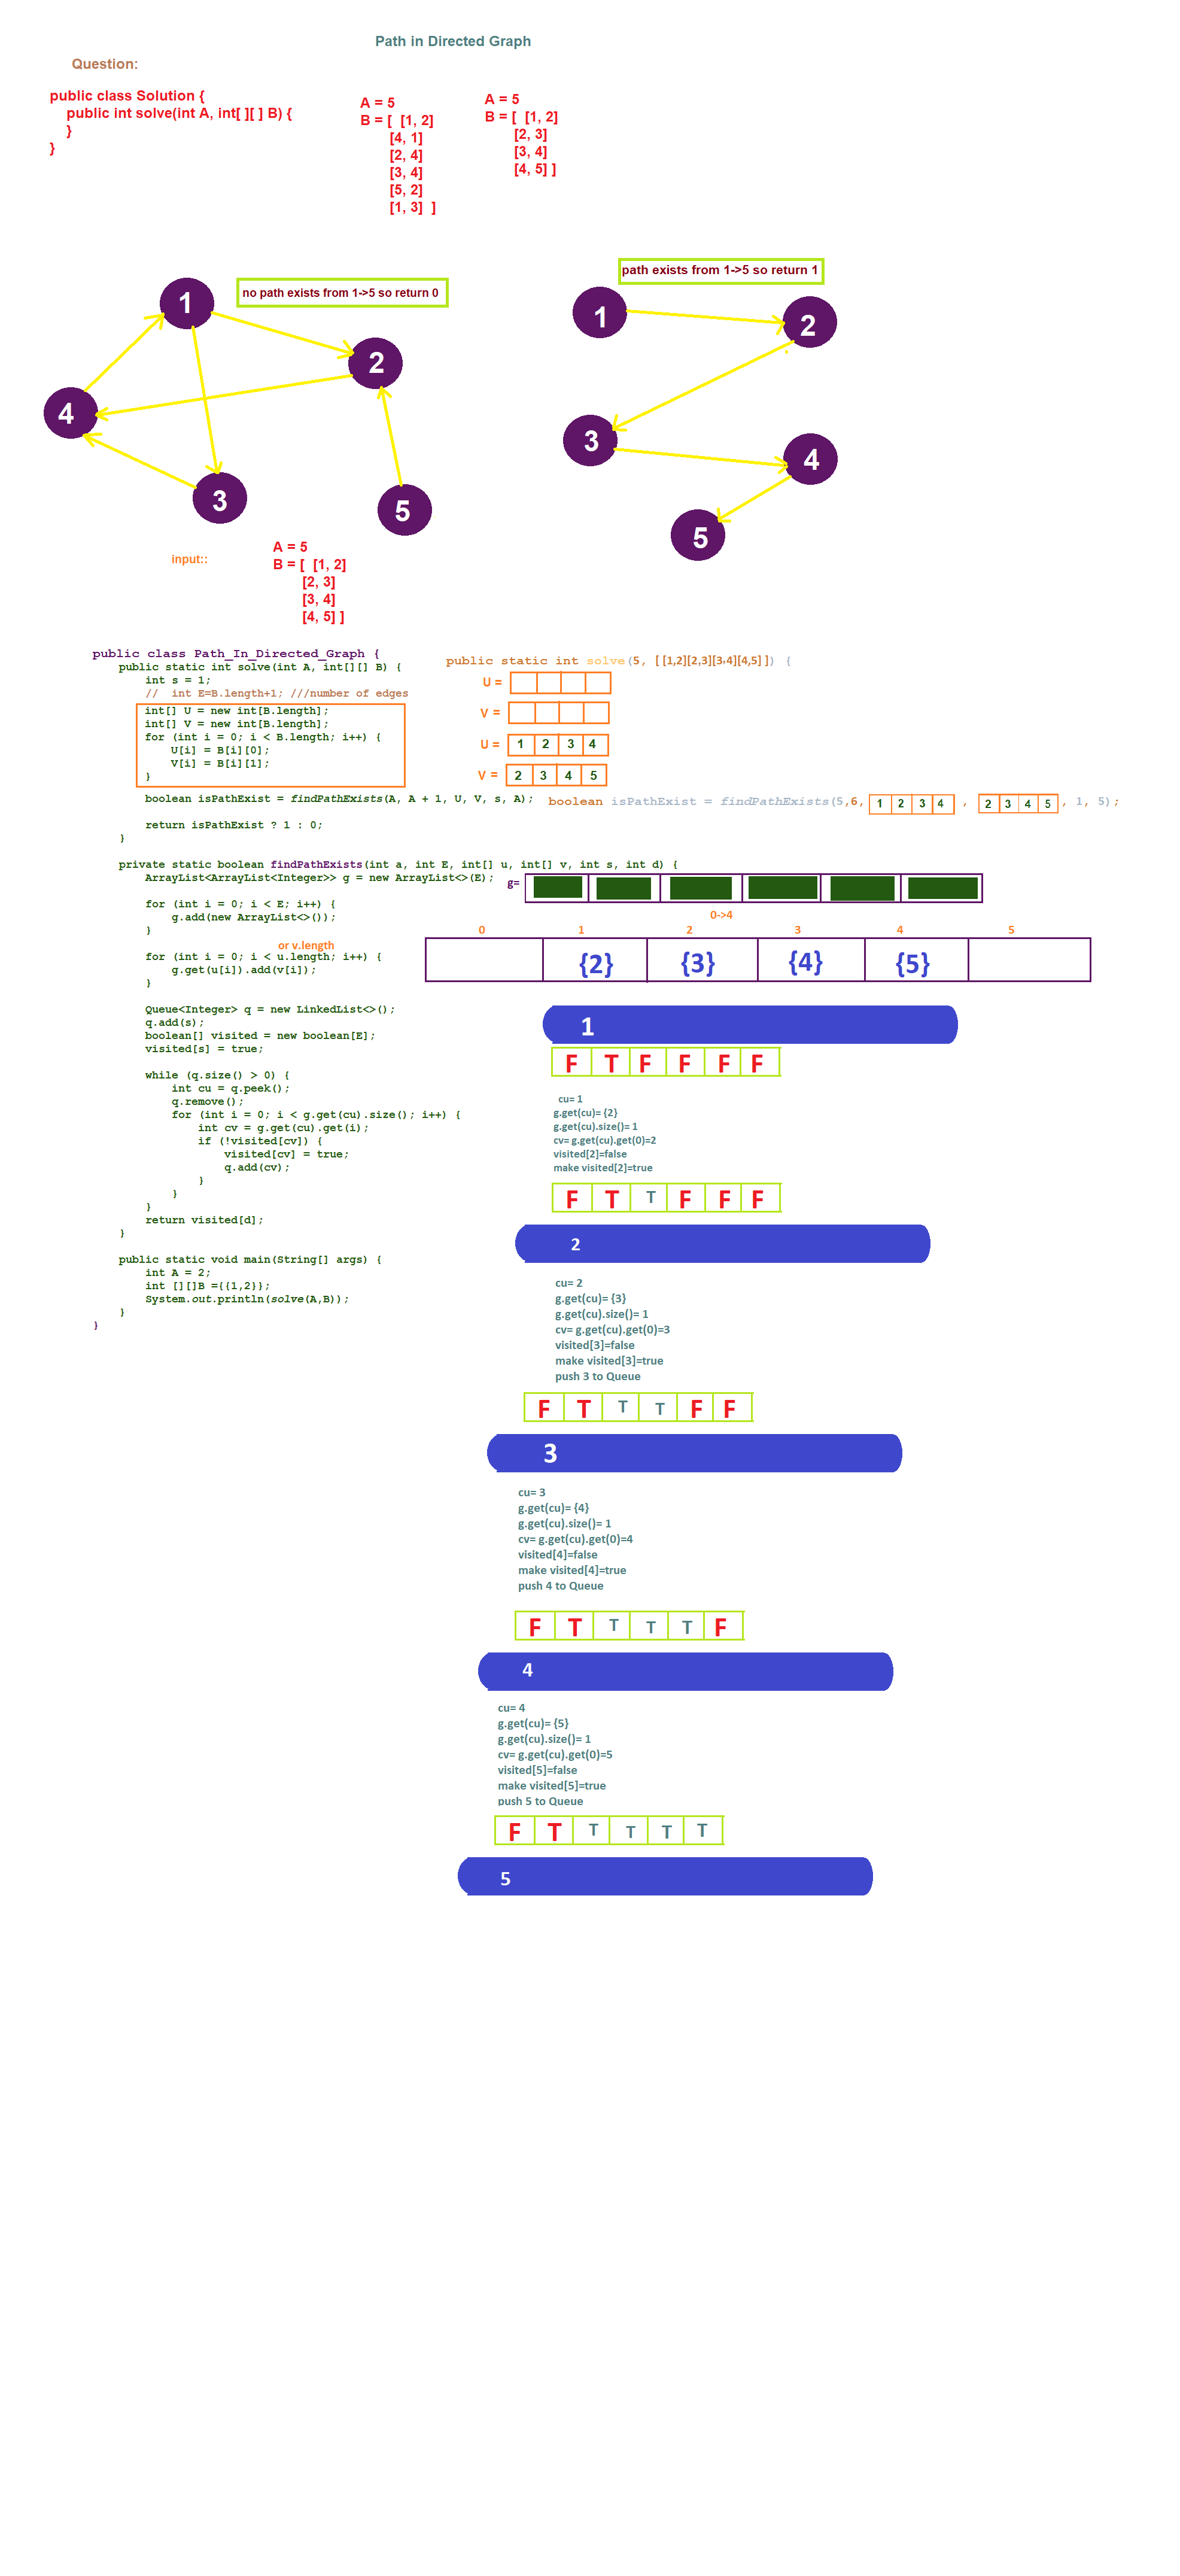 Path in Directed Graph
Question:
public class Solution {
public int solve(int A, int[ ][ ] B) {
}
}
A = 5
B = [  [1, 2]
[4, 1]
[2, 4]
[3, 4]
[5, 2]
[1, 3]  ]
A = 5
B = [  [1, 2]
[2, 3]
[3, 4]
[4, 5] ]
no path exists from 1->5 so return 0
1
2
4
3
5
path exists from 1->5 so return 1
1
2
3
4
5
input::
A = 5
B = [  [1, 2]
[2, 3]
[3, 4]
[4, 5] ]
public class Path_In_Directed_Graph {
public static int solve(int A, int[][] B) {
int s = 1;
//  int E=B.length+1; ///number of edges
int[] U = new int[B.length];
int[] V = new int[B.length];
for (int i = 0; i < B.length; i++) {
U[i] = B[i][0];
V[i] = B[i][1];
}
boolean isPathExist = findPathExists(A, A + 1, U, V, s, A);
return isPathExist ? 1 : 0;
}
private static boolean findPathExists(int a, int E, int[] u, int[] v, int s, int d) {
ArrayList<ArrayList<Integer>> g = new ArrayList<>(E);
for (int i = 0; i < E; i++) {
g.add(new ArrayList<>());
}
or v.length
for (int i = 0; i < u.length; i++) {
g.get(u[i]).add(v[i]);
}
Queue<Integer> q = new LinkedList<>();
q.add(s);
boolean[] visited = new boolean[E];
visited[s] = true;
while (q.size() > 0) {
int cu = q.peek();
q.remove();
for (int i = 0; i < g.get(cu).size(); i++) {
int cv = g.get(cu).get(i);
if (!visited[cv]) {
visited[cv] = true;
q.add(cv);
}
}
}
return visited[d];
}
public static void main(String[] args) {
int A = 2;
int [][]B ={{1,2}};
System.out.println(solve(A,B));
}
}
public static int solve(5, [ [1,2][2,3][3,4][4,5] ]) {
U =
V =
U = 1 2 3 4
V = 2 3 4 5
boolean isPathExist = findPathExists(5,6, 1 2 3 4 , 2 3 4 5 , 1, 5);
g=
0->4
0 1 2 3 4 5
{2} {3} {4} {5}
1
F T F F F F
cu= 1
g.get(cu)= {2}
g.get(cu).size()= 1
cv= g.get(cu).get(0)=2
visited[2]=false
make visited[2]=true
F T T F F F
2
cu= 2
g.get(cu)= {3}
g.get(cu).size()= 1
cv= g.get(cu).get(0)=3
visited[3]=false
make visited[3]=true
push 3 to Queue
F T T T F F
3
cu= 3
g.get(cu)= {4}
g.get(cu).size()= 1
cv= g.get(cu).get(0)=4
visited[4]=false
make visited[4]=true
push 4 to Queue
F T T T T F
4
cu= 4
g.get(cu)= {5}
g.get(cu).size()= 1
cv= g.get(cu).get(0)=5
visited[5]=false
make visited[5]=true
push 5 to Queue
F T T T T T
5